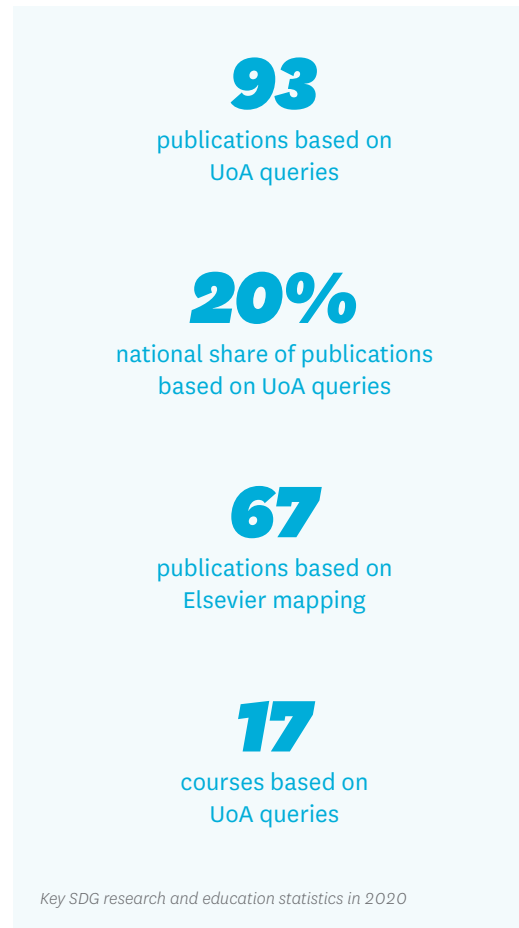 93
publications based on
UoA queries
20%
national share of publications
based on UoA queries
67
publications based on
Elsevier mapping
17
courses based on
UoA queries
Key SDG research and education statistics in 2020